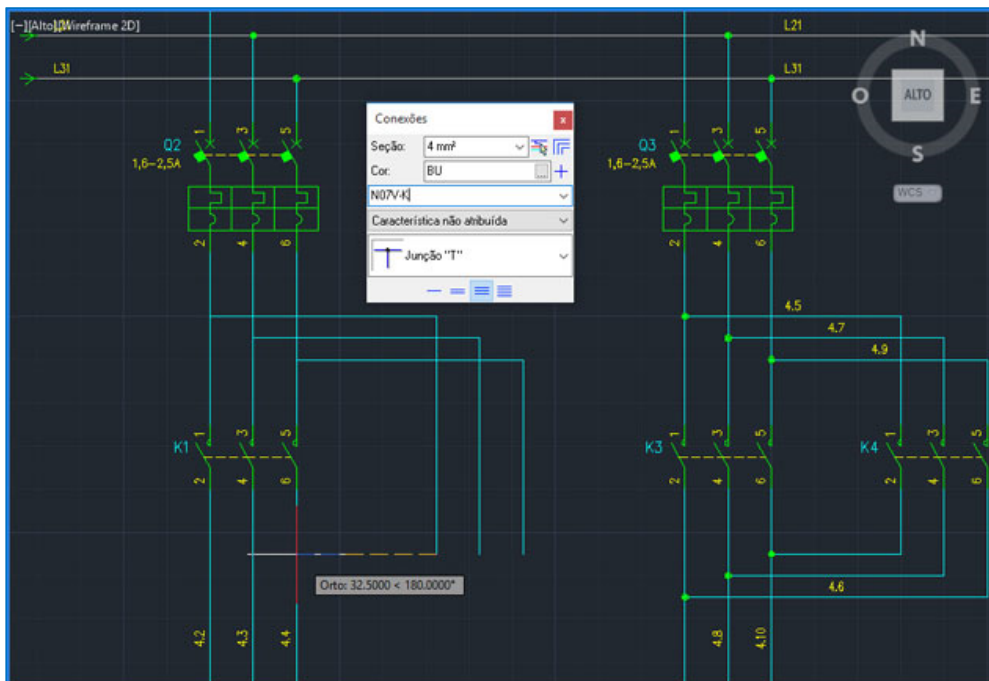 [−][Alto][Wireframe 2D]
L21
L31
L31
N
O
ALTO
E
S
WCS
Conexões
x
Seção:
4 mm²
Cor:
BU
...
N07V-K
Característica não atribuída
Junção "T"
Q2
1,6-2,5A
1
3
5
2
4
6
Q3
1,6-2,5A
1
3
5
2
4
6
4.5
4.7
4.9
K1
1
3
5
2
4
6
K3
1
3
5
2
4
6
K4
1
3
5
2
4
6
Orto: 32.5000 < 180.0000°
4.6
4.2
4.3
4.4
4.8
4.10